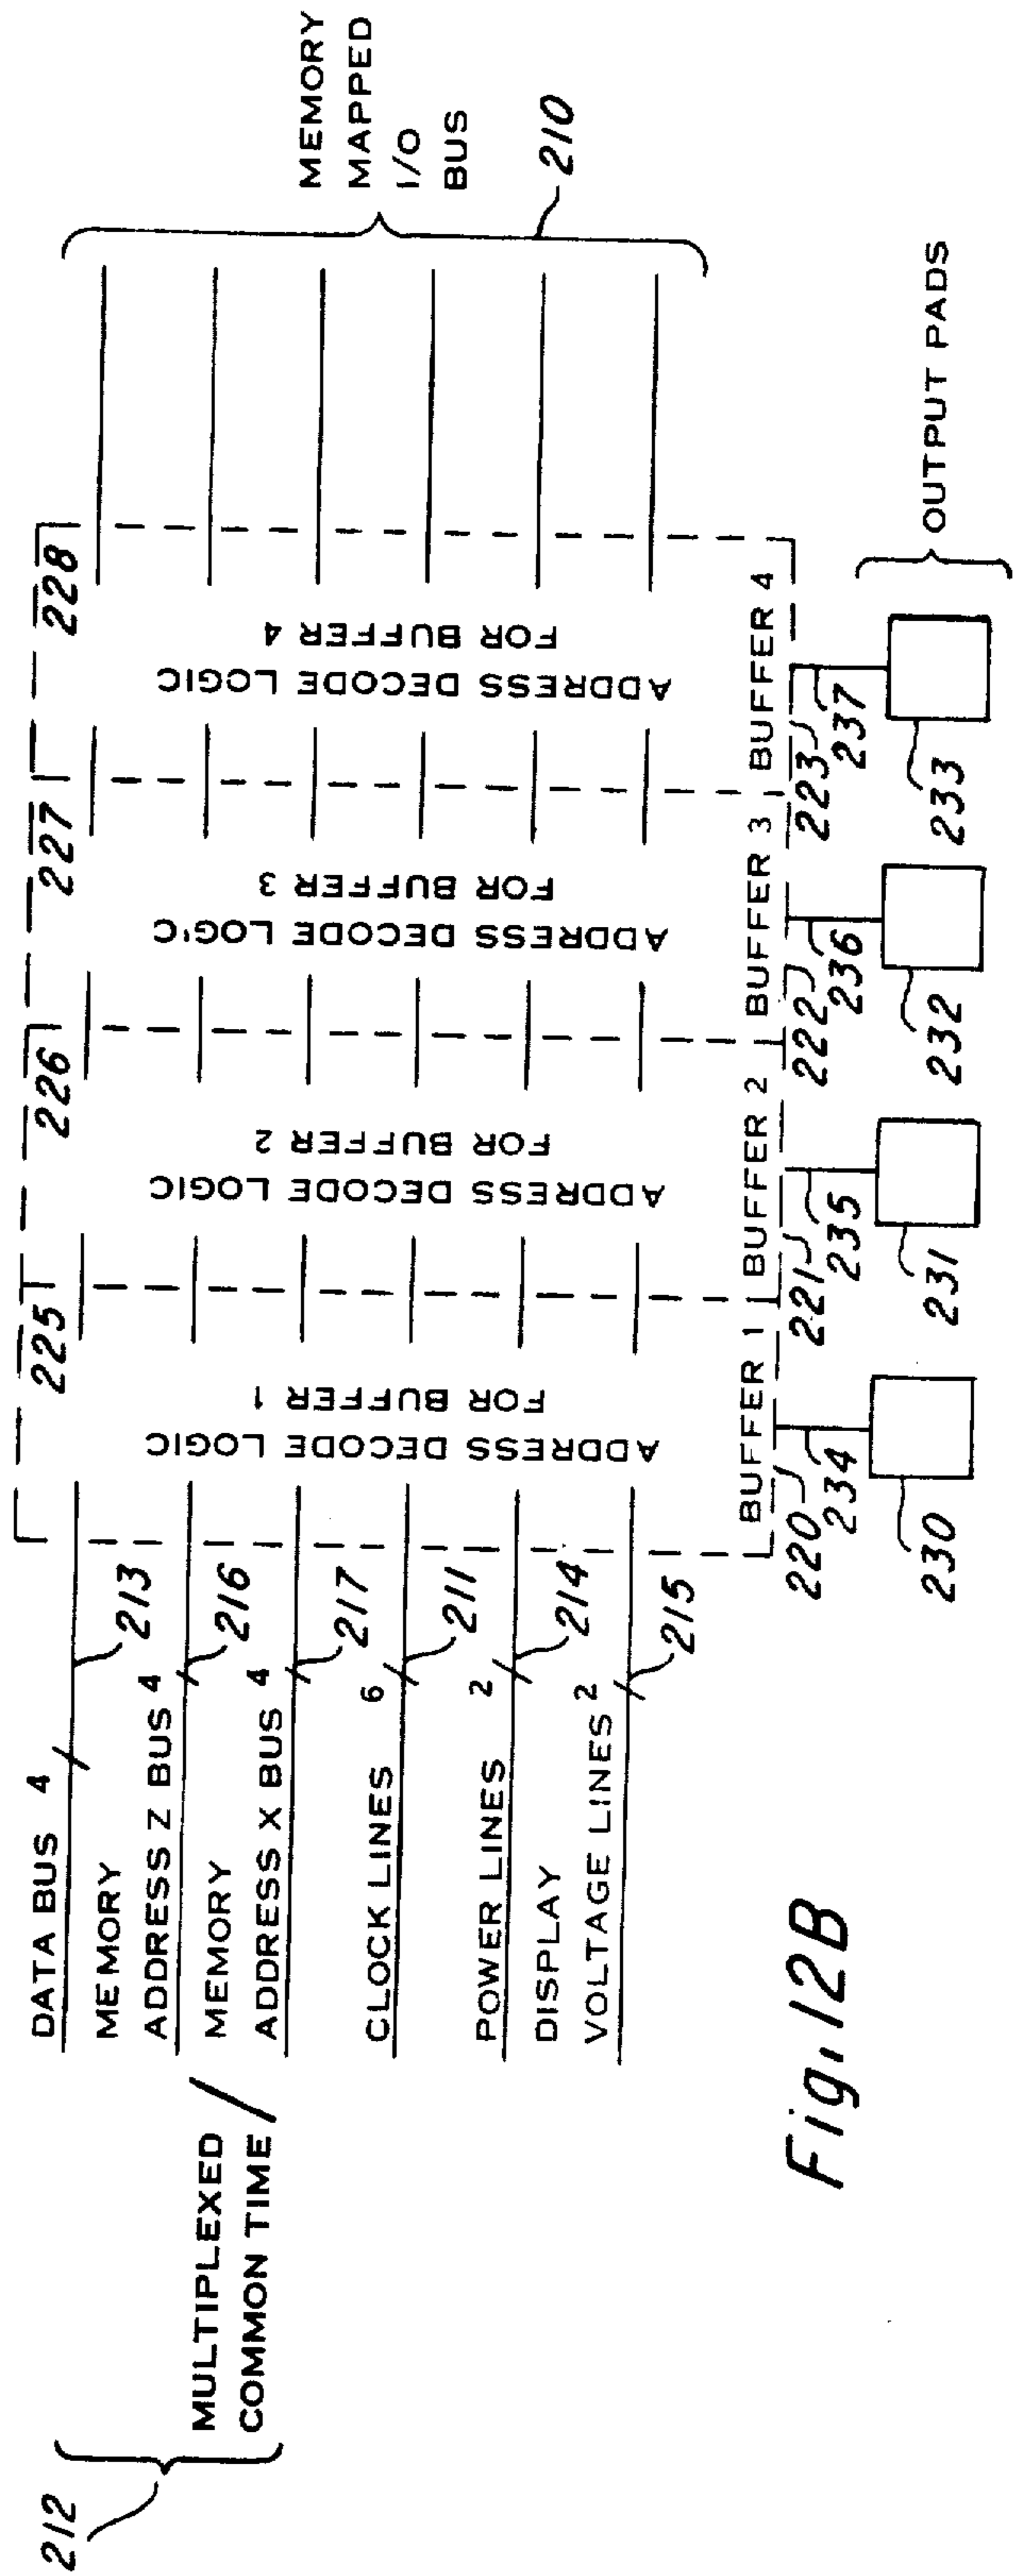 212
MULTIPLEXED
COMMON TIME
DATA BUS 4
213
MEMORY
ADDRESS Z BUS 4
216
MEMORY
ADDRESS X BUS 4
217
CLOCK LINES 6
211
POWER LINES 2
214
DISPLAY
VOLTAGE LINES 2
215
225
226
227
228
ADDRESS DECODE LOGIC
FOR BUFFER 1
ADDRESS DECODE LOGIC
FOR BUFFER 2
ADDRESS DECODE LOGIC
FOR BUFFER 3
ADDRESS DECODE LOGIC
FOR BUFFER 4
MEMORY
MAPPED
I/O
BUS
210
BUFFER 1
BUFFER 2
BUFFER 3
BUFFER 4
220
221
222
223
234
235
236
237
230
231
232
233
OUTPUT PADS
Fig. 12B